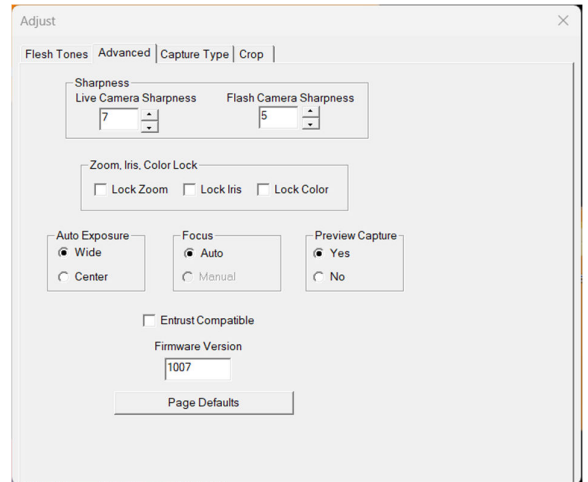 Adjust
Flesh Tones Advanced Capture Type Crop
Sharpness
Live Camera Sharpness Flash Camera Sharpness
7 5
Zoom, Iris, Color Lock
Lock Zoom Lock Iris Lock Color
Auto Exposure Focus Preview Capture
Wide Auto Yes
Center Manual No
Entrust Compatible
Firmware Version
1007
Page Defaults